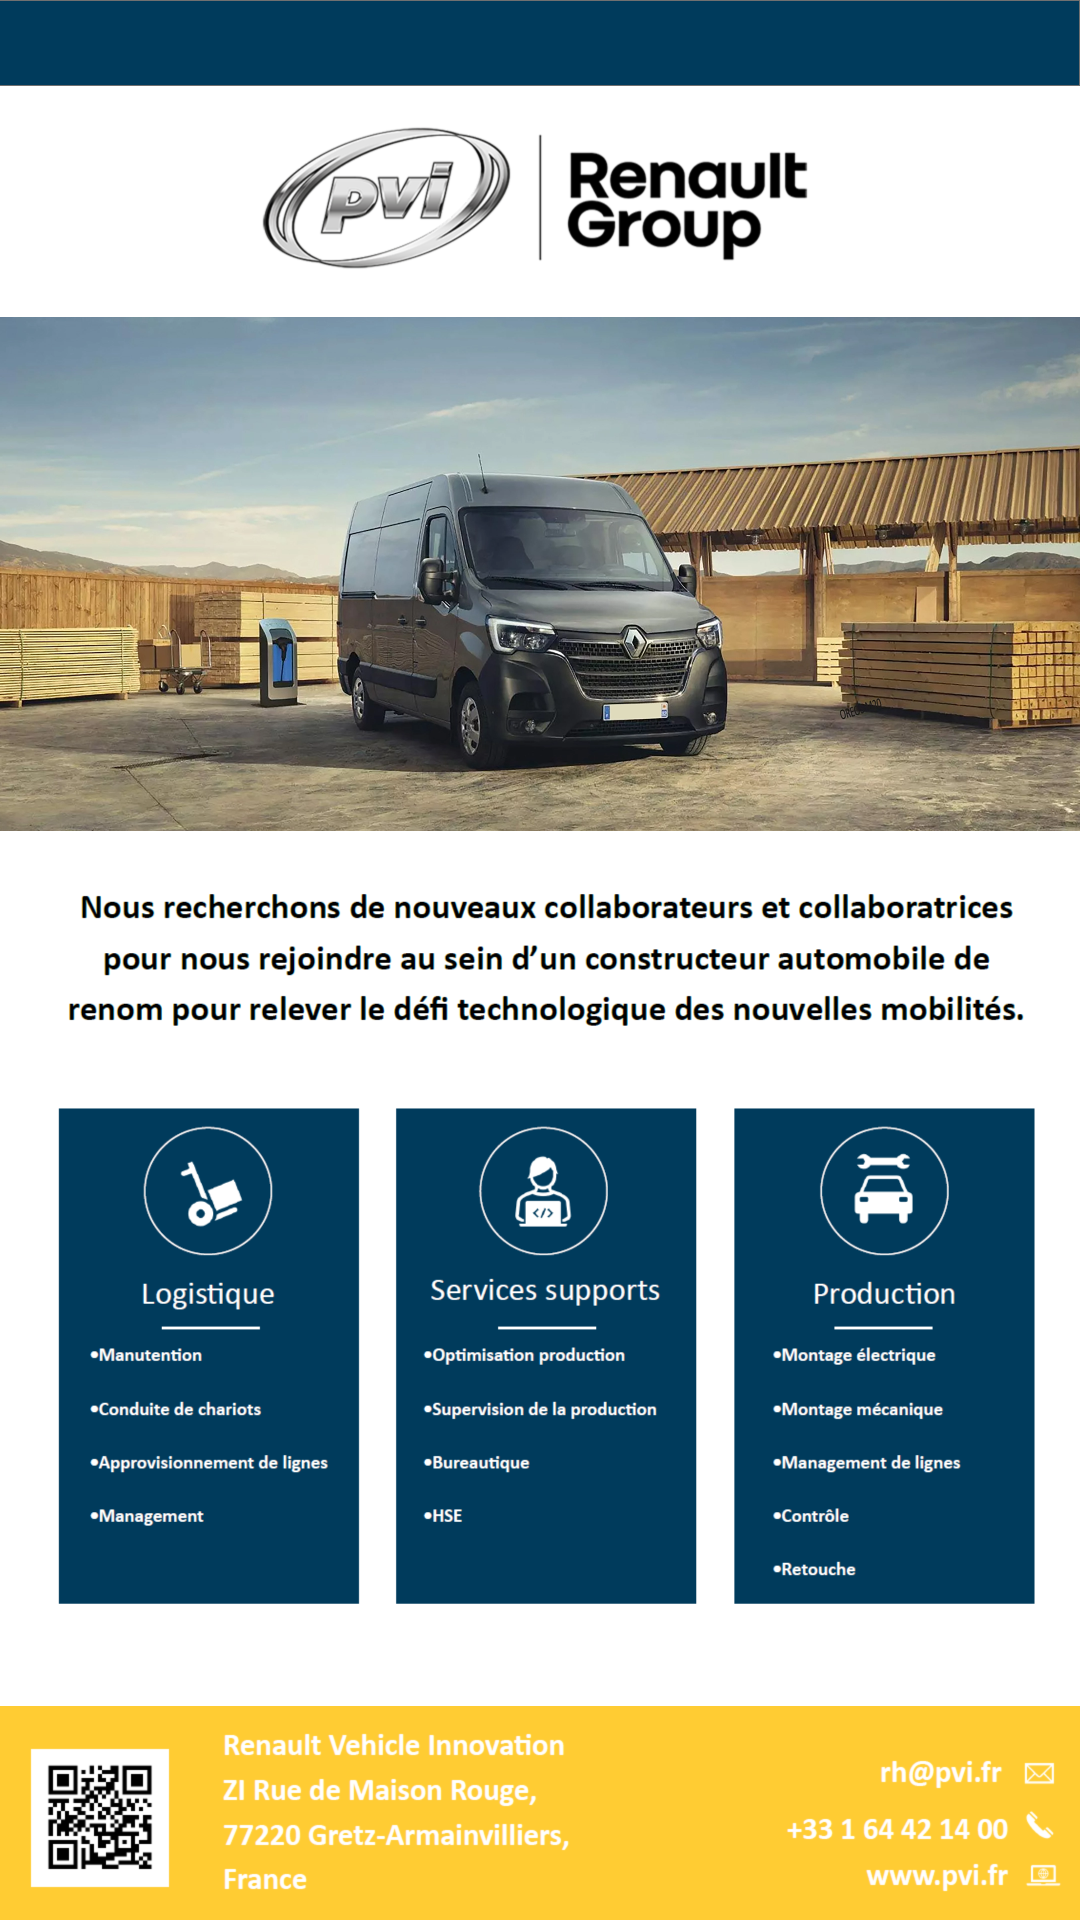 pvi
Renault
Group
Nous recherchons de nouveaux collaborateurs et collaboratrices
pour nous rejoindre au sein d’un constructeur automobile de
renom pour relever le défi technologique des nouvelles mobilités.
Logistique
•Manutention
•Conduite de chariots
•Approvisionnement de lignes
•Management
Services supports
•Optimisation production
•Supervision de la production
•Bureautique
•HSE
Production
•Montage électrique
•Montage mécanique
•Management de lignes
•Contrôle
•Retouche
Renault Vehicle Innovation
ZI Rue de Maison Rouge,
77220 Gretz-Armainvilliers,
France
rh@pvi.fr
+33 1 64 42 14 00
www.pvi.fr